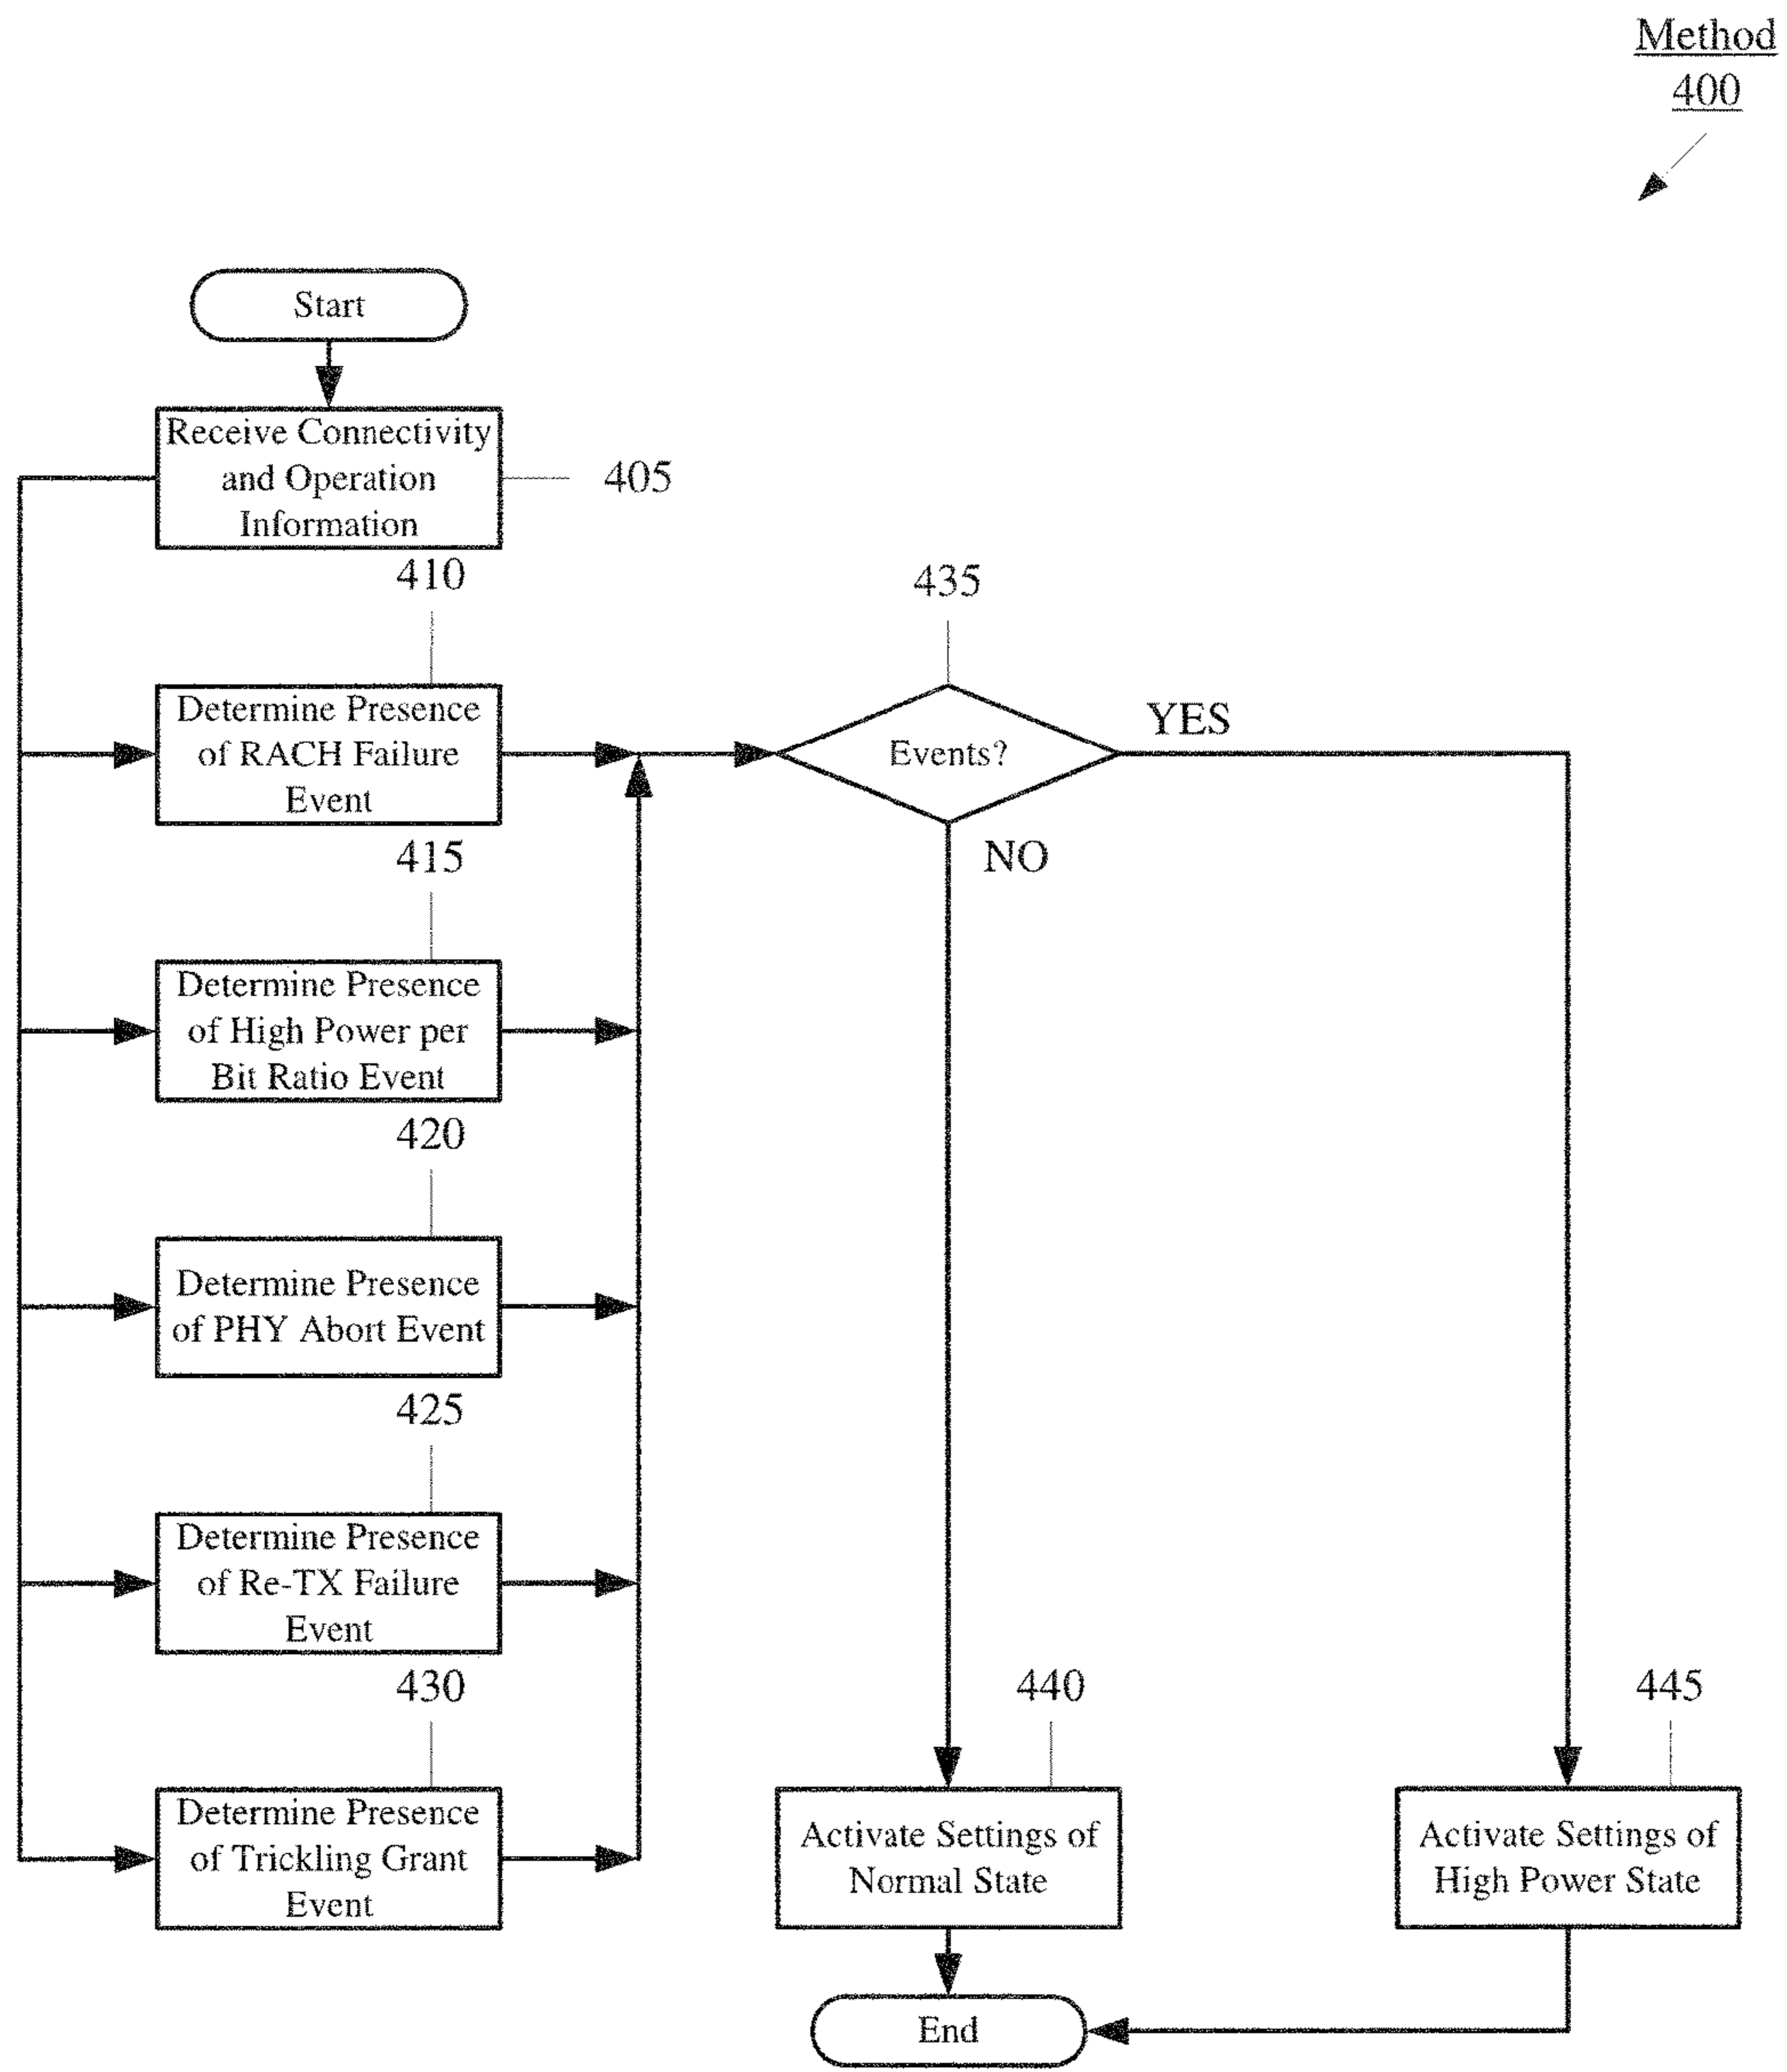 Method
400
Start
Receive Connectivity
and Operation
Information
405
410
Determine Presence
of RACH Failure
Event
435
Events?
YES
NO
415
Determine Presence
of High Power per
Bit Ratio Event
420
Determine Presence
of PHY Abort Event
425
Determine Presence
of Re-TX Failure
Event
430
Determine Presence
of Trickling Grant
Event
440
Activate Settings of
Normal State
445
Activate Settings of
High Power State
End